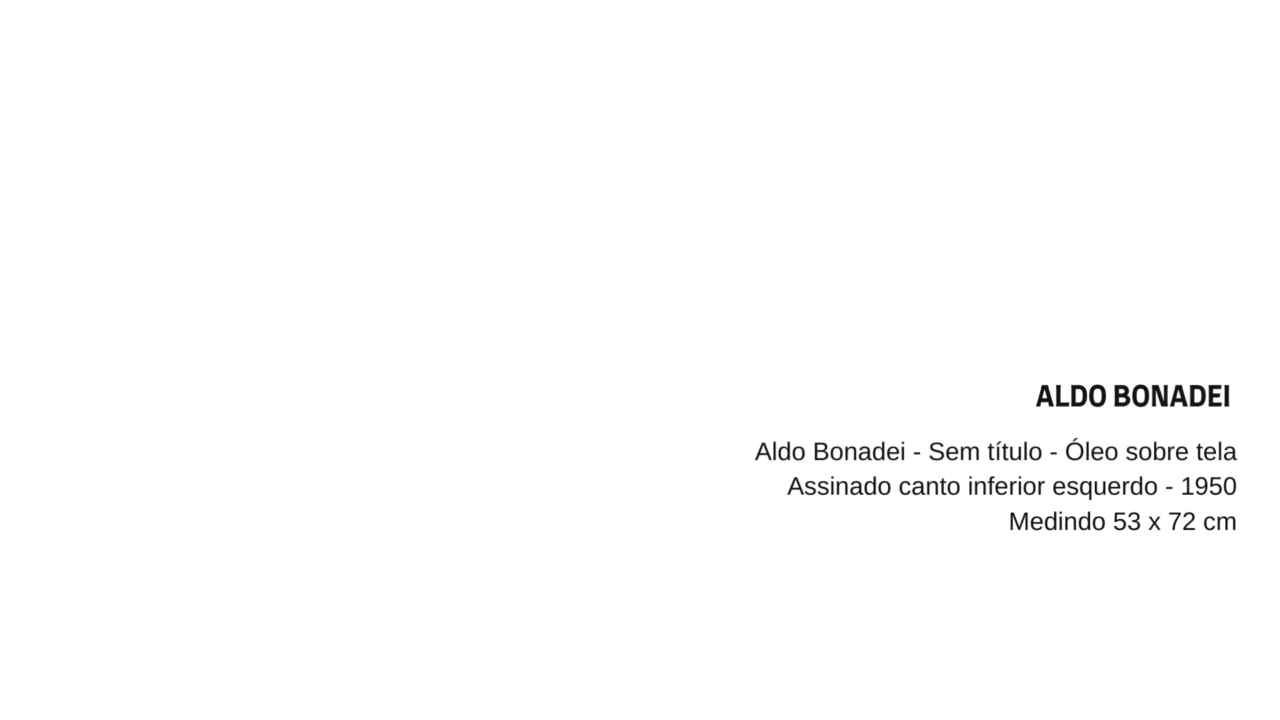 ALDO BONADEI
Aldo Bonadei - Sem título - Óleo sobre tela
Assinado canto inferior esquerdo - 1950
Medindo 53 x 72 cm